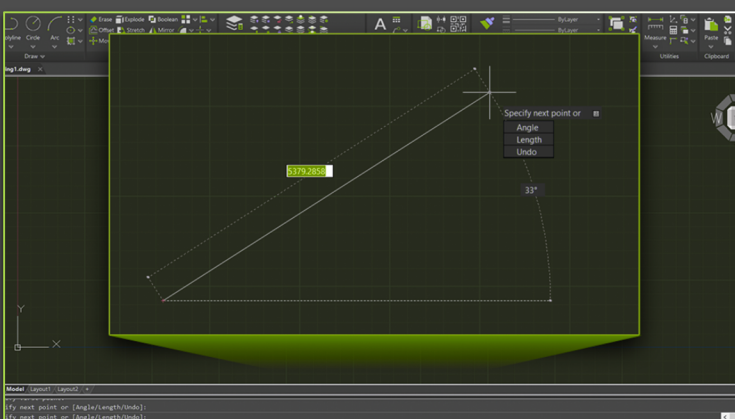 Erase Explode Boolean
olyline Circle Arc Offset Stretch Mirror A ByLayer Measure Paste
Mov ByLayer
Draw Utilities Clipboard
ing1.dwg ×
Specify next point or
Angle
Length
Undo
5379.2858
33°
W
Y
X
Model Layout1 Layout2 +
ify next point or [Angle/Length/Undo]:
ify next point or [Angle/Length/Undo]: